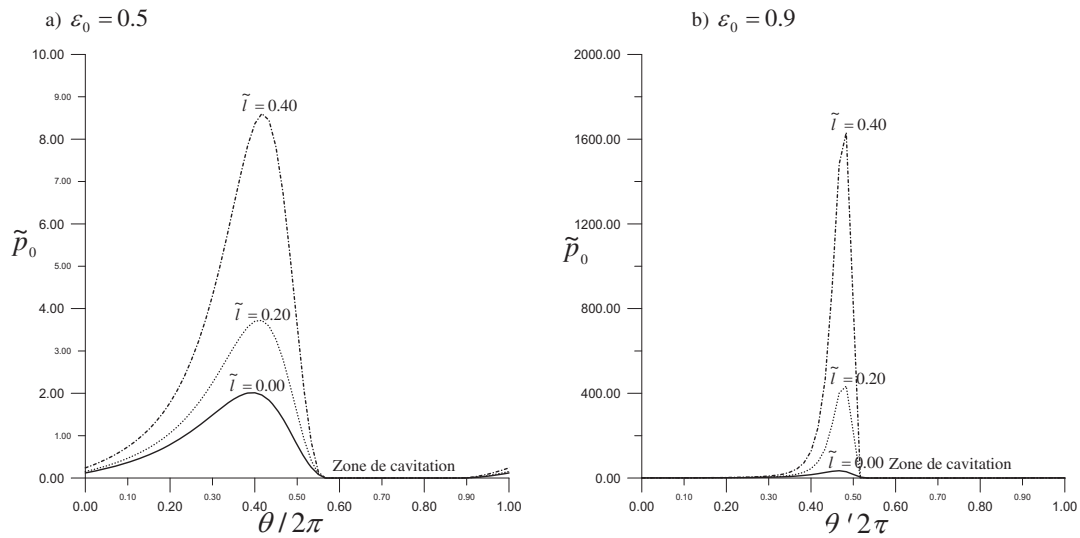 a) ε₀ = 0.5
10.00
9.00
8.00
7.00
6.00
5.00
4.00
3.00
2.00
1.00
0.00
p̃₀
l̃ = 0.40
l̃ = 0.20
l̃ = 0.00
Zone de cavitation
0.00 0.10 0.20 0.30 0.40 0.50 0.60 0.70 0.80 0.90 1.00
θ / 2π
b) ε₀ = 0.9
2000.00
1600.00
1200.00
800.00
400.00
0.00
p̃₀
l̃ = 0.40
l̃ = 0.20
l̃ = 0.00 Zone de cavitation
0.00 0.10 0.20 0.30 0.40 0.50 0.60 0.70 0.80 0.90 1.00
θ ' 2π